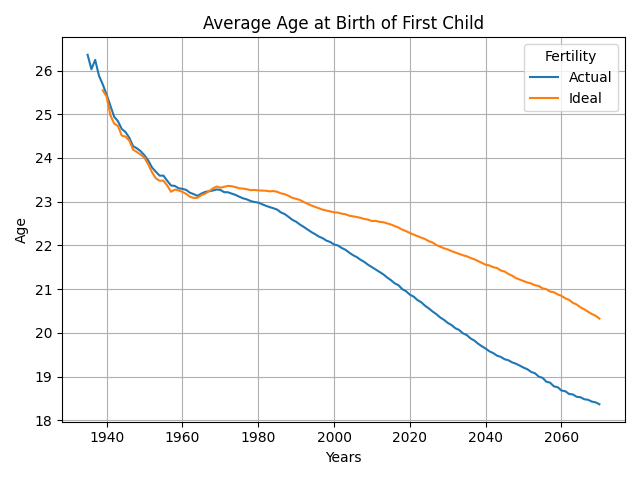 Average Age at Birth of First Child
Fertility
Actual
Ideal
Age
26
25
24
23
22
21
20
19
18
1940 1960 1980 2000 2020 2040 2060
Years